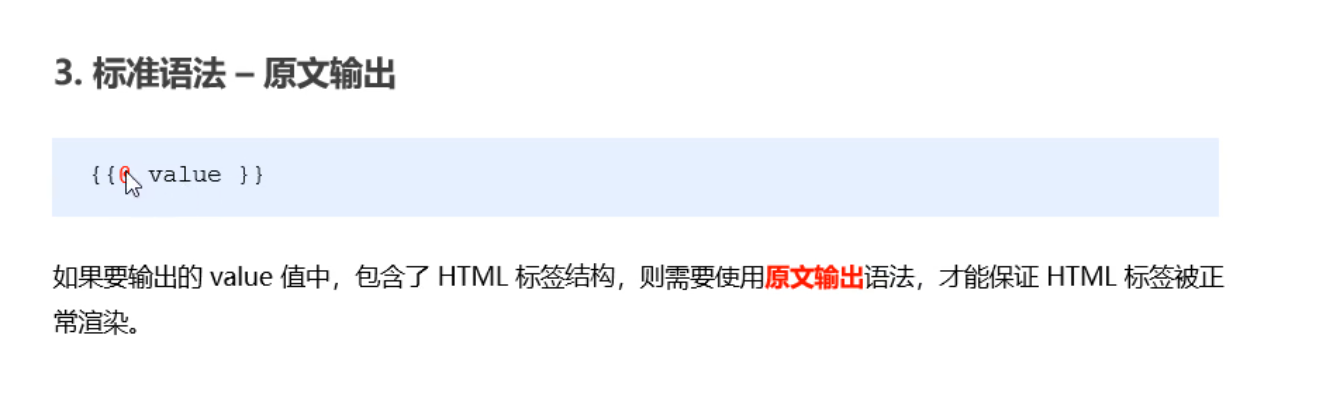 3. 标准语法 – 原文输出
{{@ value }}
如果要输出的 value 值中，包含了 HTML 标签结构，则需要使用原文输出语法，才能保证 HTML 标签被正
常渲染。